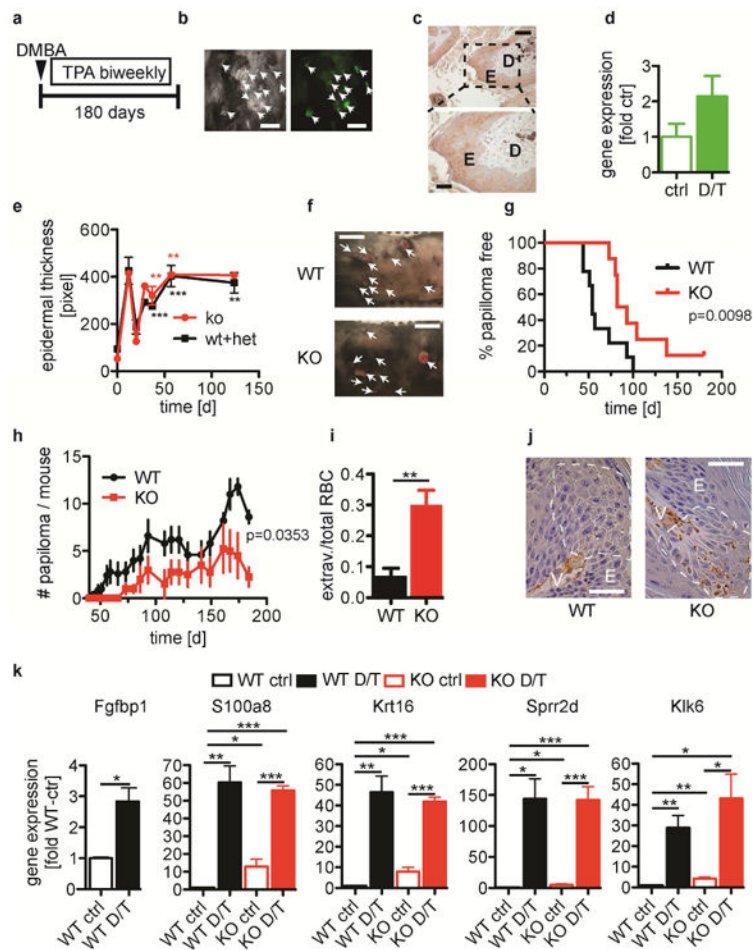 a
DMBA
TPA biweekly
180 days
b
c
D
E
E
D
d
gene expression
[fold ctr]
3
2
1
0
ctrl
D/T
e
epidermal thickness
[pixel]
600
400
200
0
**
**
***
***
**
ko
wt+het
0
50
100
150
time [d]
f
WT
KO
g
% papilloma free
100
80
60
40
20
0
WT
KO
p=0.0098
0
50
100
150
200
time [d]
h
# papilloma / mouse
15
10
5
0
WT
KO
p=0.0353
50
100
150
200
time [d]
i
extrav./total RBC
0.4
0.3
0.2
0.1
0.0
**
WT
KO
j
V
E
WT
E
V
KO
k
WT ctrl
WT D/T
KO ctrl
KO D/T
Fgfbp1
S100a8
Krt16
Sprr2d
Klk6
gene expression
[fold WT-ctr]
4
3
2
1
0
*
WT ctrl
WT D/T
70
60
50
40
30
20
10
0
***
*
**
***
WT ctrl
WT D/T
KO ctrl
KO D/T
60
50
40
30
20
10
0
***
*
**
***
WT ctrl
WT D/T
KO ctrl
KO D/T
200
150
100
50
0
***
*
*
***
WT ctrl
WT D/T
KO ctrl
KO D/T
60
50
40
30
20
10
0
*
**
*
**
WT ctrl
WT D/T
KO ctrl
KO D/T